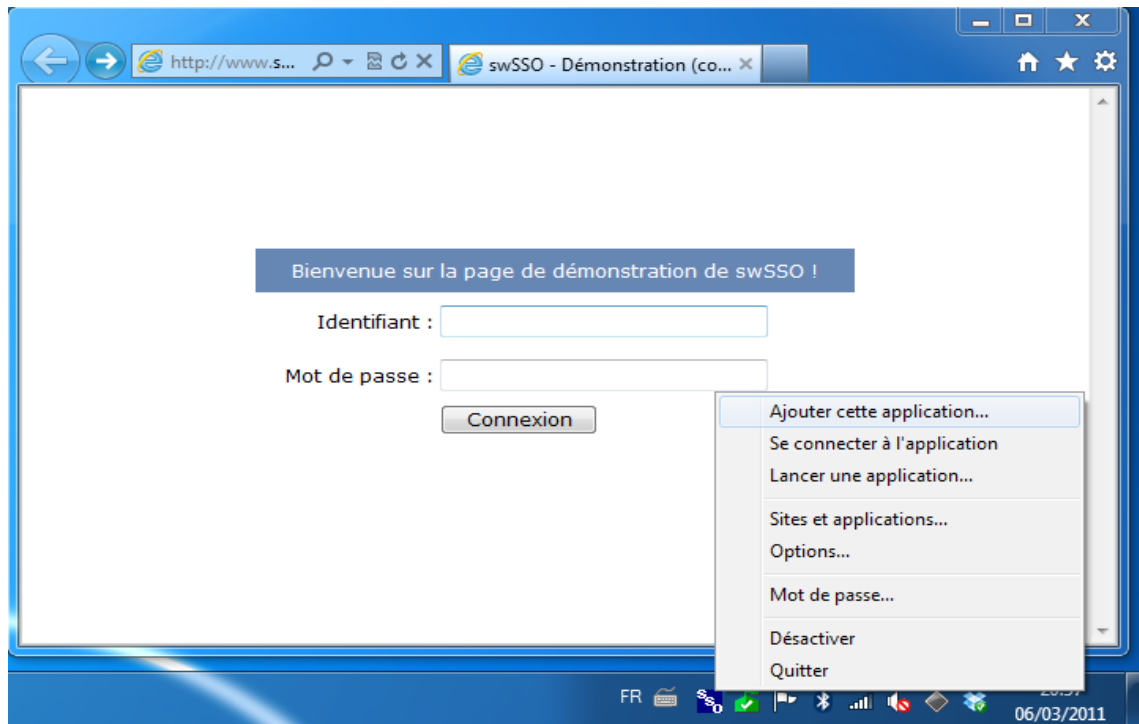 http://www.s...
swSSO - Démonstration (co...
Bienvenue sur la page de démonstration de swSSO !
Identifiant :
Mot de passe :
Connexion
Ajouter cette application...
Se connecter à l'application
Lancer une application...
Sites et applications...
Options...
Mot de passe...
Désactiver
Quitter
FR
SSO
06/03/2011